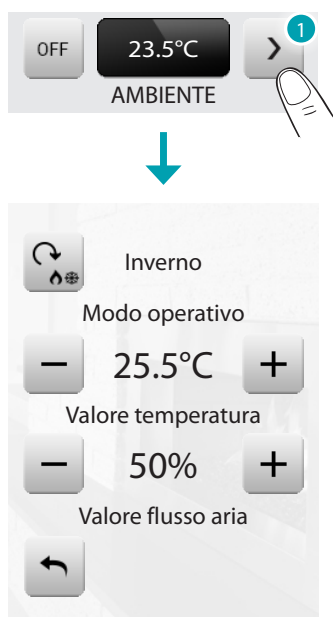 1
OFF 23.5°C >
AMBIENTE
Inverno
Modo operativo
− 25.5°C +
Valore temperatura
− 50% +
Valore flusso aria